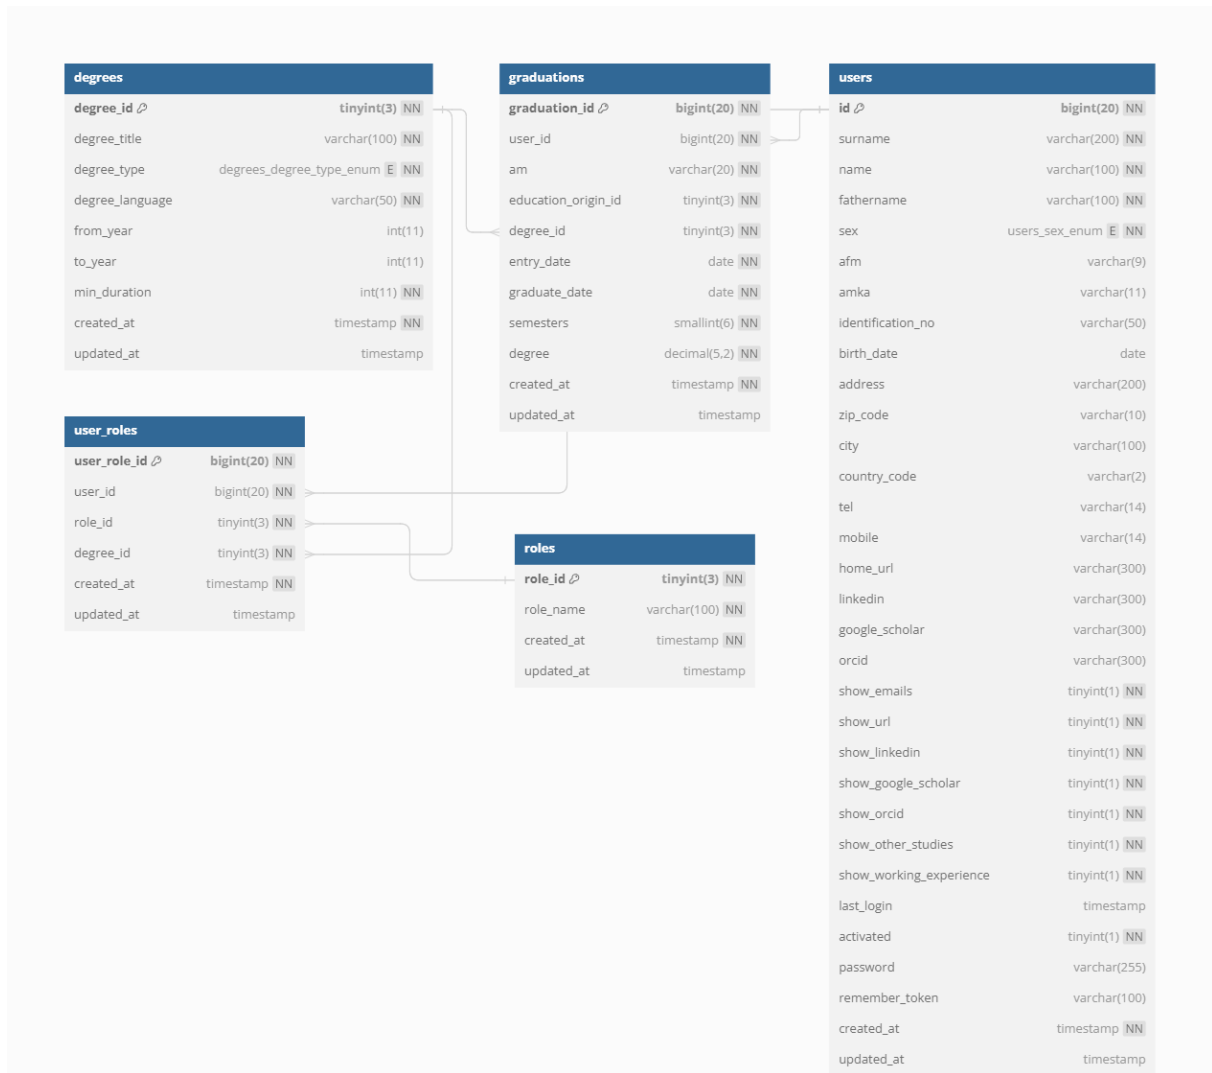 degrees
degree_id tinyint(3) NN
degree_title varchar(100) NN
degree_type degrees_degree_type_enum E NN
degree_language varchar(50) NN
from_year int(11)
to_year int(11)
min_duration int(11) NN
created_at timestamp NN
updated_at timestamp
user_roles
user_role_id bigint(20) NN
user_id bigint(20) NN
role_id tinyint(3) NN
degree_id tinyint(3) NN
created_at timestamp NN
updated_at timestamp
graduations
graduation_id bigint(20) NN
user_id bigint(20) NN
am varchar(20) NN
education_origin_id tinyint(3) NN
degree_id tinyint(3) NN
entry_date date NN
graduate_date date NN
semesters smallint(6) NN
degree decimal(5,2) NN
created_at timestamp NN
updated_at timestamp
roles
role_id tinyint(3) NN
role_name varchar(100) NN
created_at timestamp NN
updated_at timestamp
users
id bigint(20) NN
surname varchar(200) NN
name varchar(100) NN
fathername varchar(100) NN
sex users_sex_enum E NN
afm varchar(9)
amka varchar(11)
identification_no varchar(50)
birth_date date
address varchar(200)
zip_code varchar(10)
city varchar(100)
country_code varchar(2)
tel varchar(14)
mobile varchar(14)
home_url varchar(300)
linkedin varchar(300)
google_scholar varchar(300)
orcid varchar(300)
show_emails tinyint(1) NN
show_url tinyint(1) NN
show_linkedin tinyint(1) NN
show_google_scholar tinyint(1) NN
show_orcid tinyint(1) NN
show_other_studies tinyint(1) NN
show_working_experience tinyint(1) NN
last_login timestamp
activated tinyint(1) NN
password varchar(255)
remember_token varchar(100)
created_at timestamp NN
updated_at timestamp